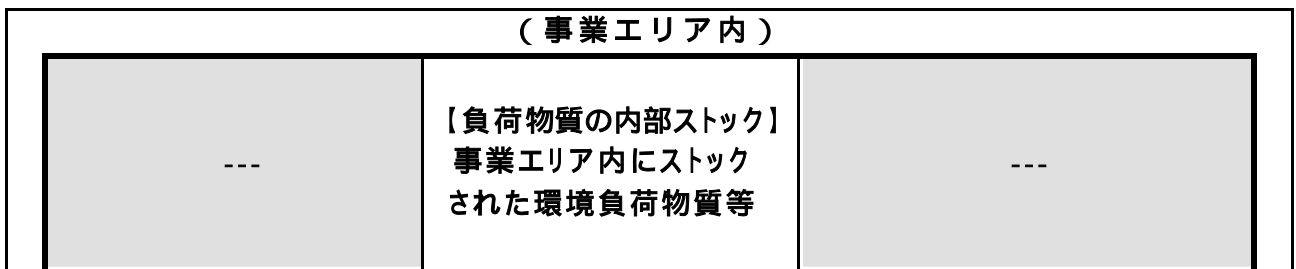 （事業エリア内）
【負荷物質の内部ストック】
事業エリア内にストック
された環境負荷物質等
---
---